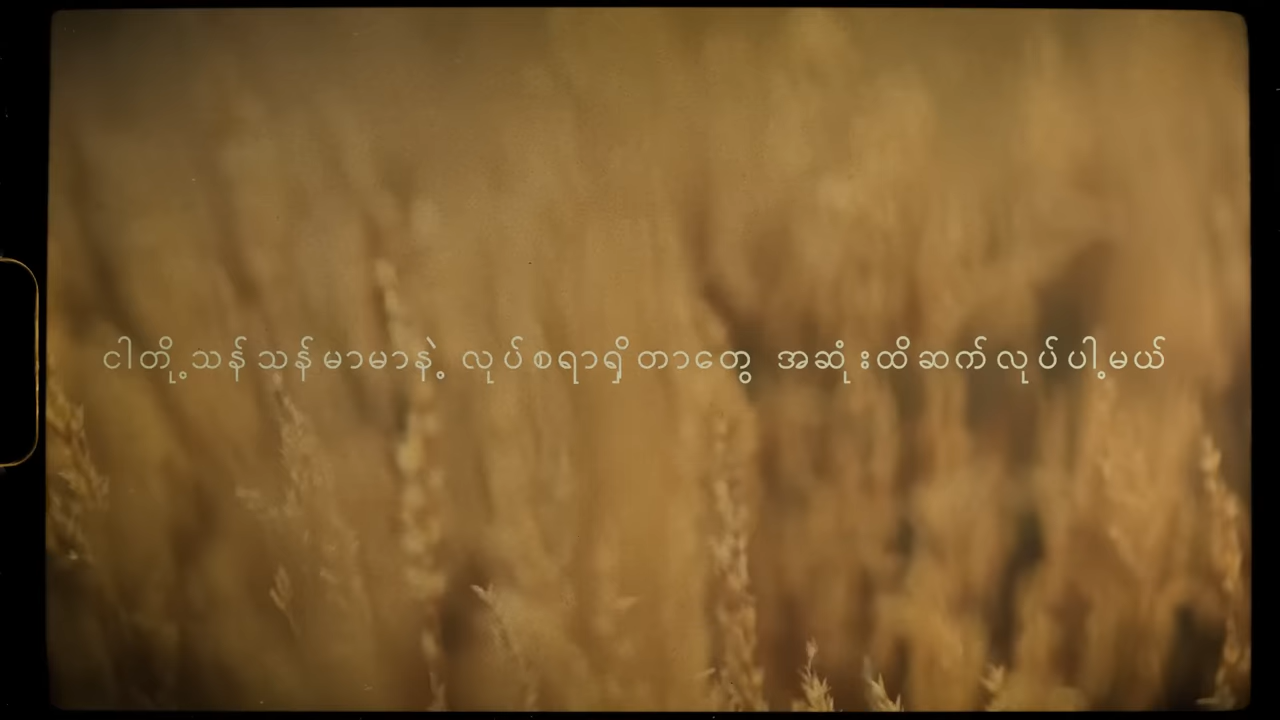 ငါတို့သန်သန်မာမာနဲ့ လုပ်စရာရှိတာတွေ အဆုံးထိဆက်လုပ်ပါ့မယ်